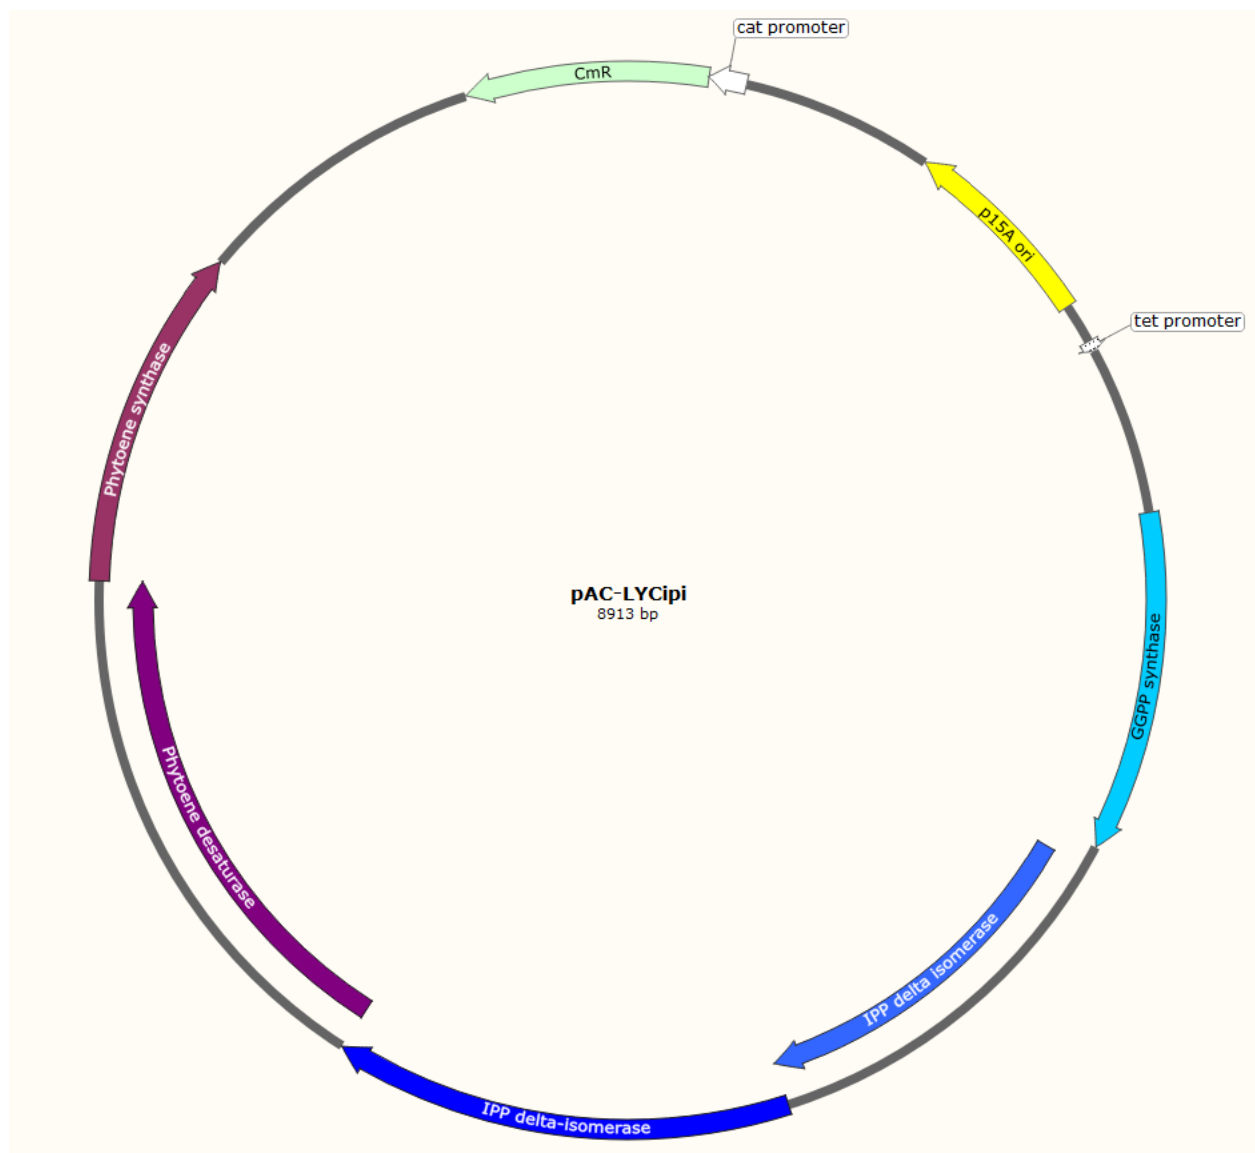 cat promoter
CmR
p15A ori
tet promoter
Phytoene synthase
pAC-LYCipi
8913 bp
GGPP synthase
Phytoene desaturase
IPP delta isomerase
IPP delta-isomerase